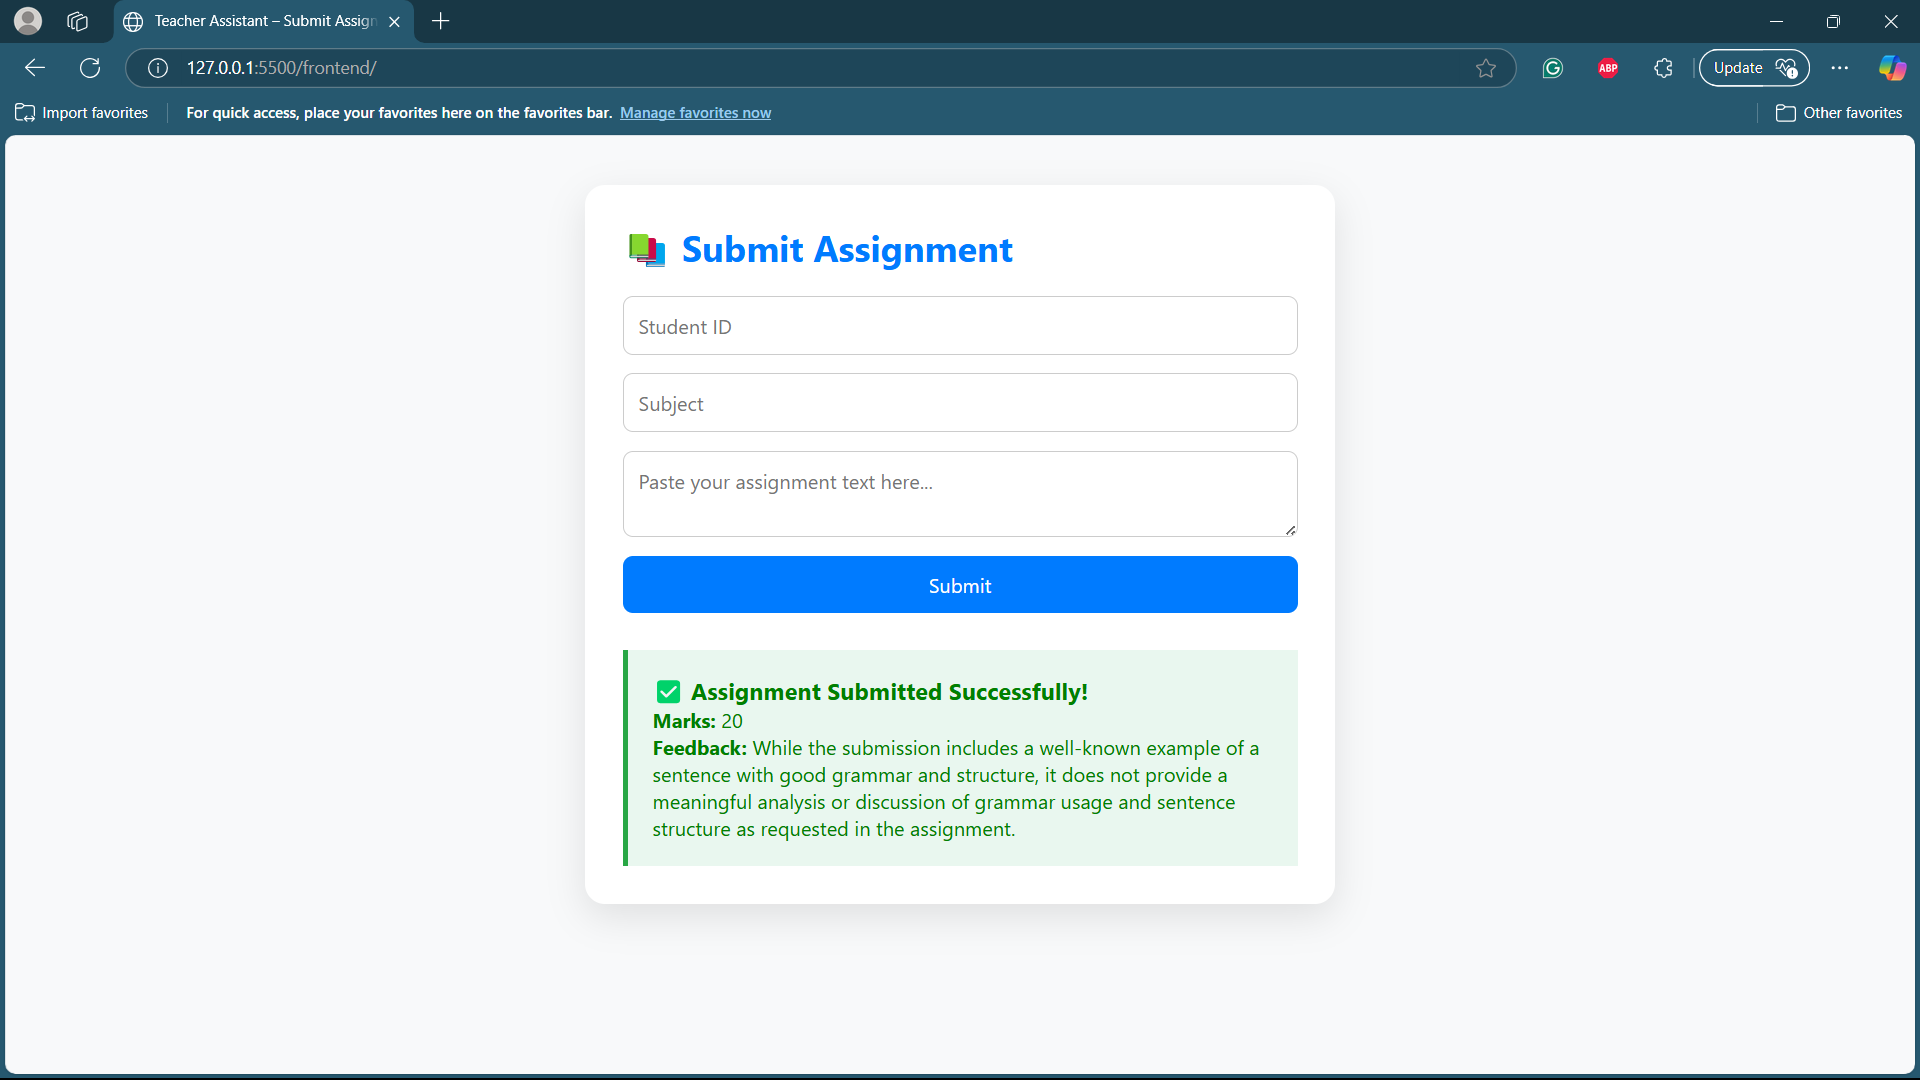 Teacher Assistant – Submit Assign
127.0.0.1:5500/frontend/
ABP
Update
Import favorites
For quick access, place your favorites here on the favorites bar. Manage favorites now
Other favorites
Submit Assignment
Student ID
Subject
Paste your assignment text here...
Submit
Assignment Submitted Successfully!
Marks: 20
Feedback: While the submission includes a well-known example of a
sentence with good grammar and structure, it does not provide a
meaningful analysis or discussion of grammar usage and sentence
structure as requested in the assignment.